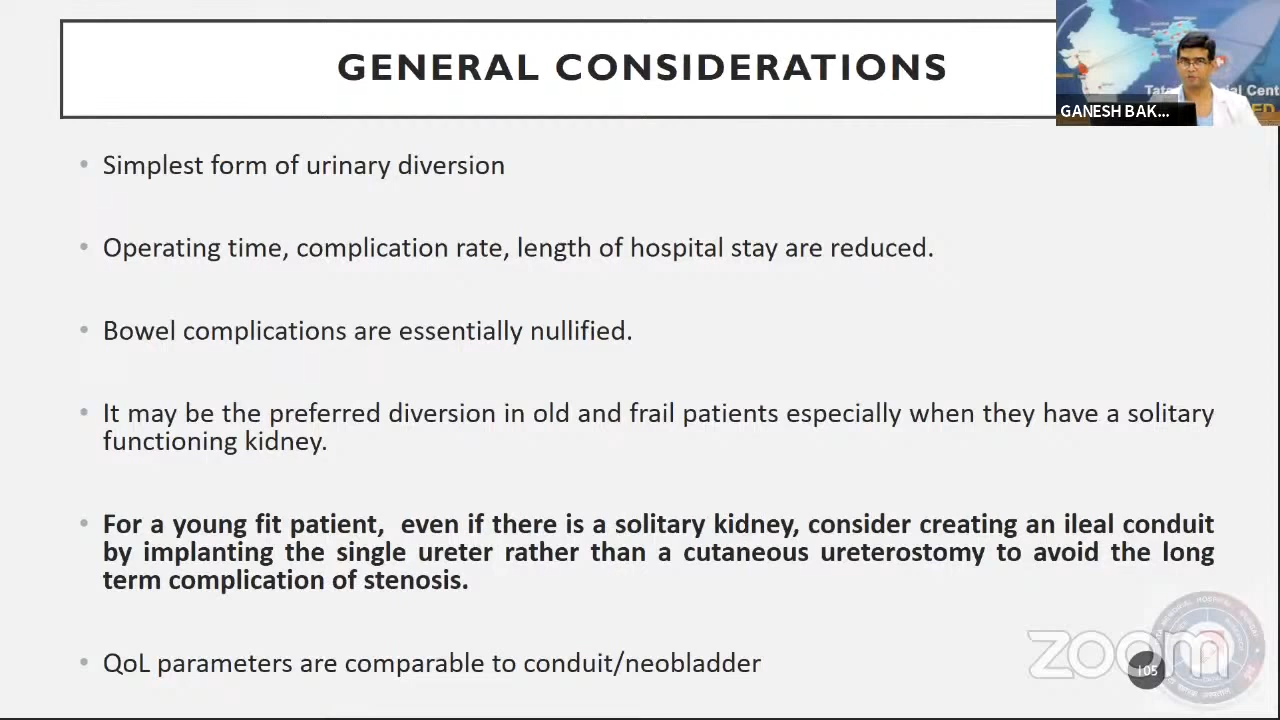 GENERAL CONSIDERATIONS
GANESH BAK...
• Simplest form of urinary diversion
• Operating time, complication rate, length of hospital stay are reduced.
• Bowel complications are essentially nullified.
• It may be the preferred diversion in old and frail patients especially when they have a solitary
functioning kidney.
• For a young fit patient, even if there is a solitary kidney, consider creating an ileal conduit
by implanting the single ureter rather than a cutaneous ureterostomy to avoid the long
term complication of stenosis.
• QoL parameters are comparable to conduit/neobladder
zoom
105